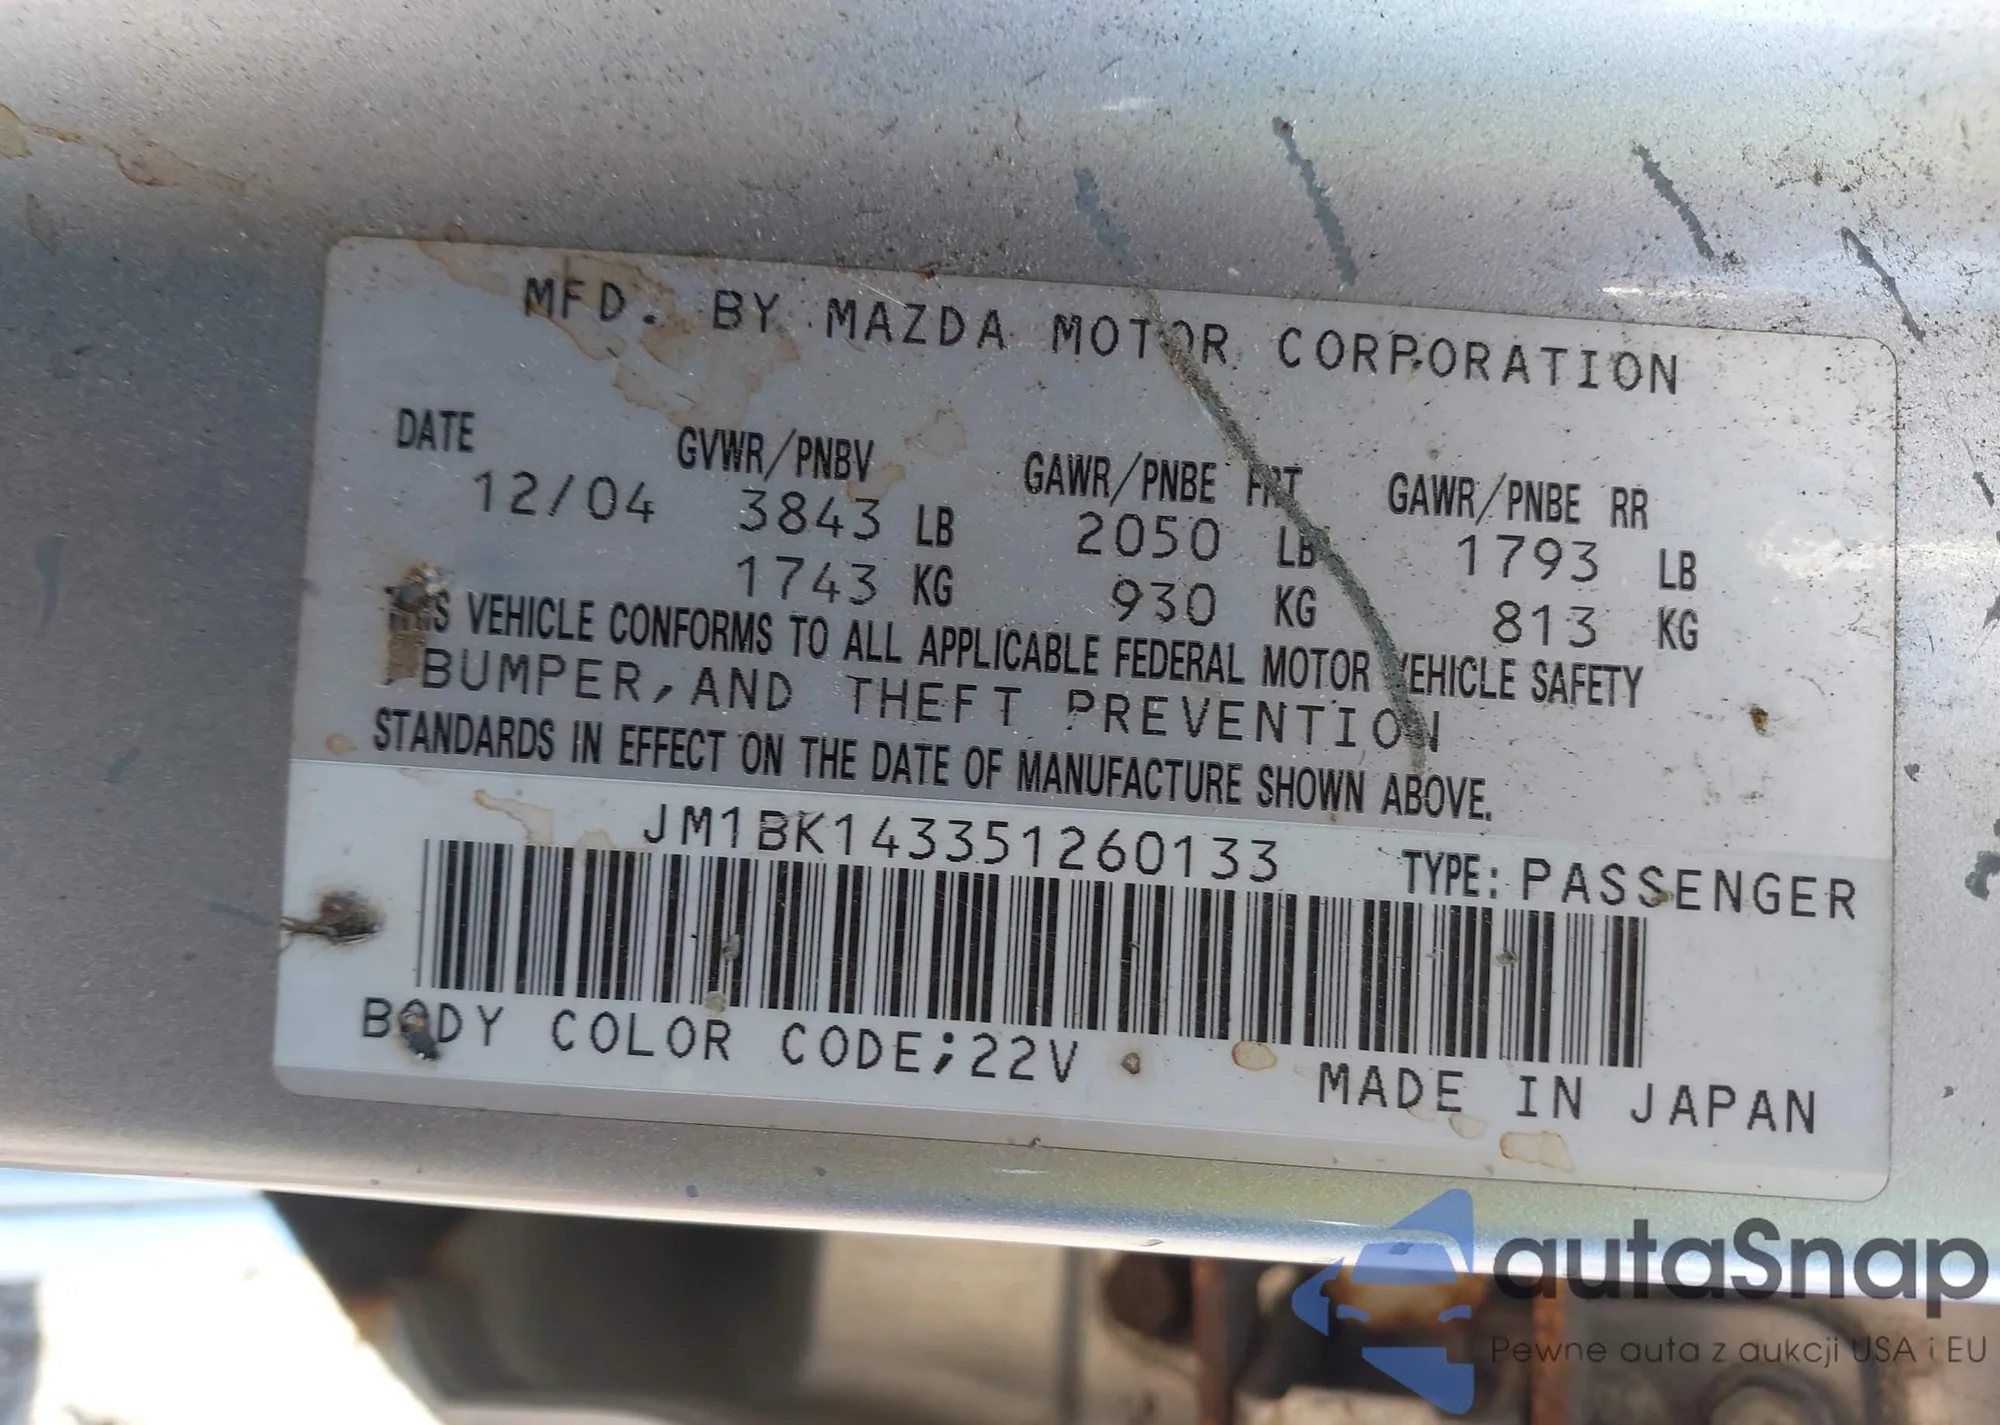 MFD. BY MAZDA MOTOR CORPORATION
DATE GVWR/PNBV GAWR/PNBE FRT GAWR/PNBE RR
12/04 3843 LB 2050 LB 1793 LB
1743 KG 930 KG 813 KG
THIS VEHICLE CONFORMS TO ALL APPLICABLE FEDERAL MOTOR VEHICLE SAFETY
, BUMPER, AND THEFT PREVENTION
STANDARDS IN EFFECT ON THE DATE OF MANUFACTURE SHOWN ABOVE.
JM1BK143351260133 TYPE: PASSENGER
BODY COLOR CODE;22V
MADE IN JAPAN
autaSnap
Pewne auta z aukcji USA i EU